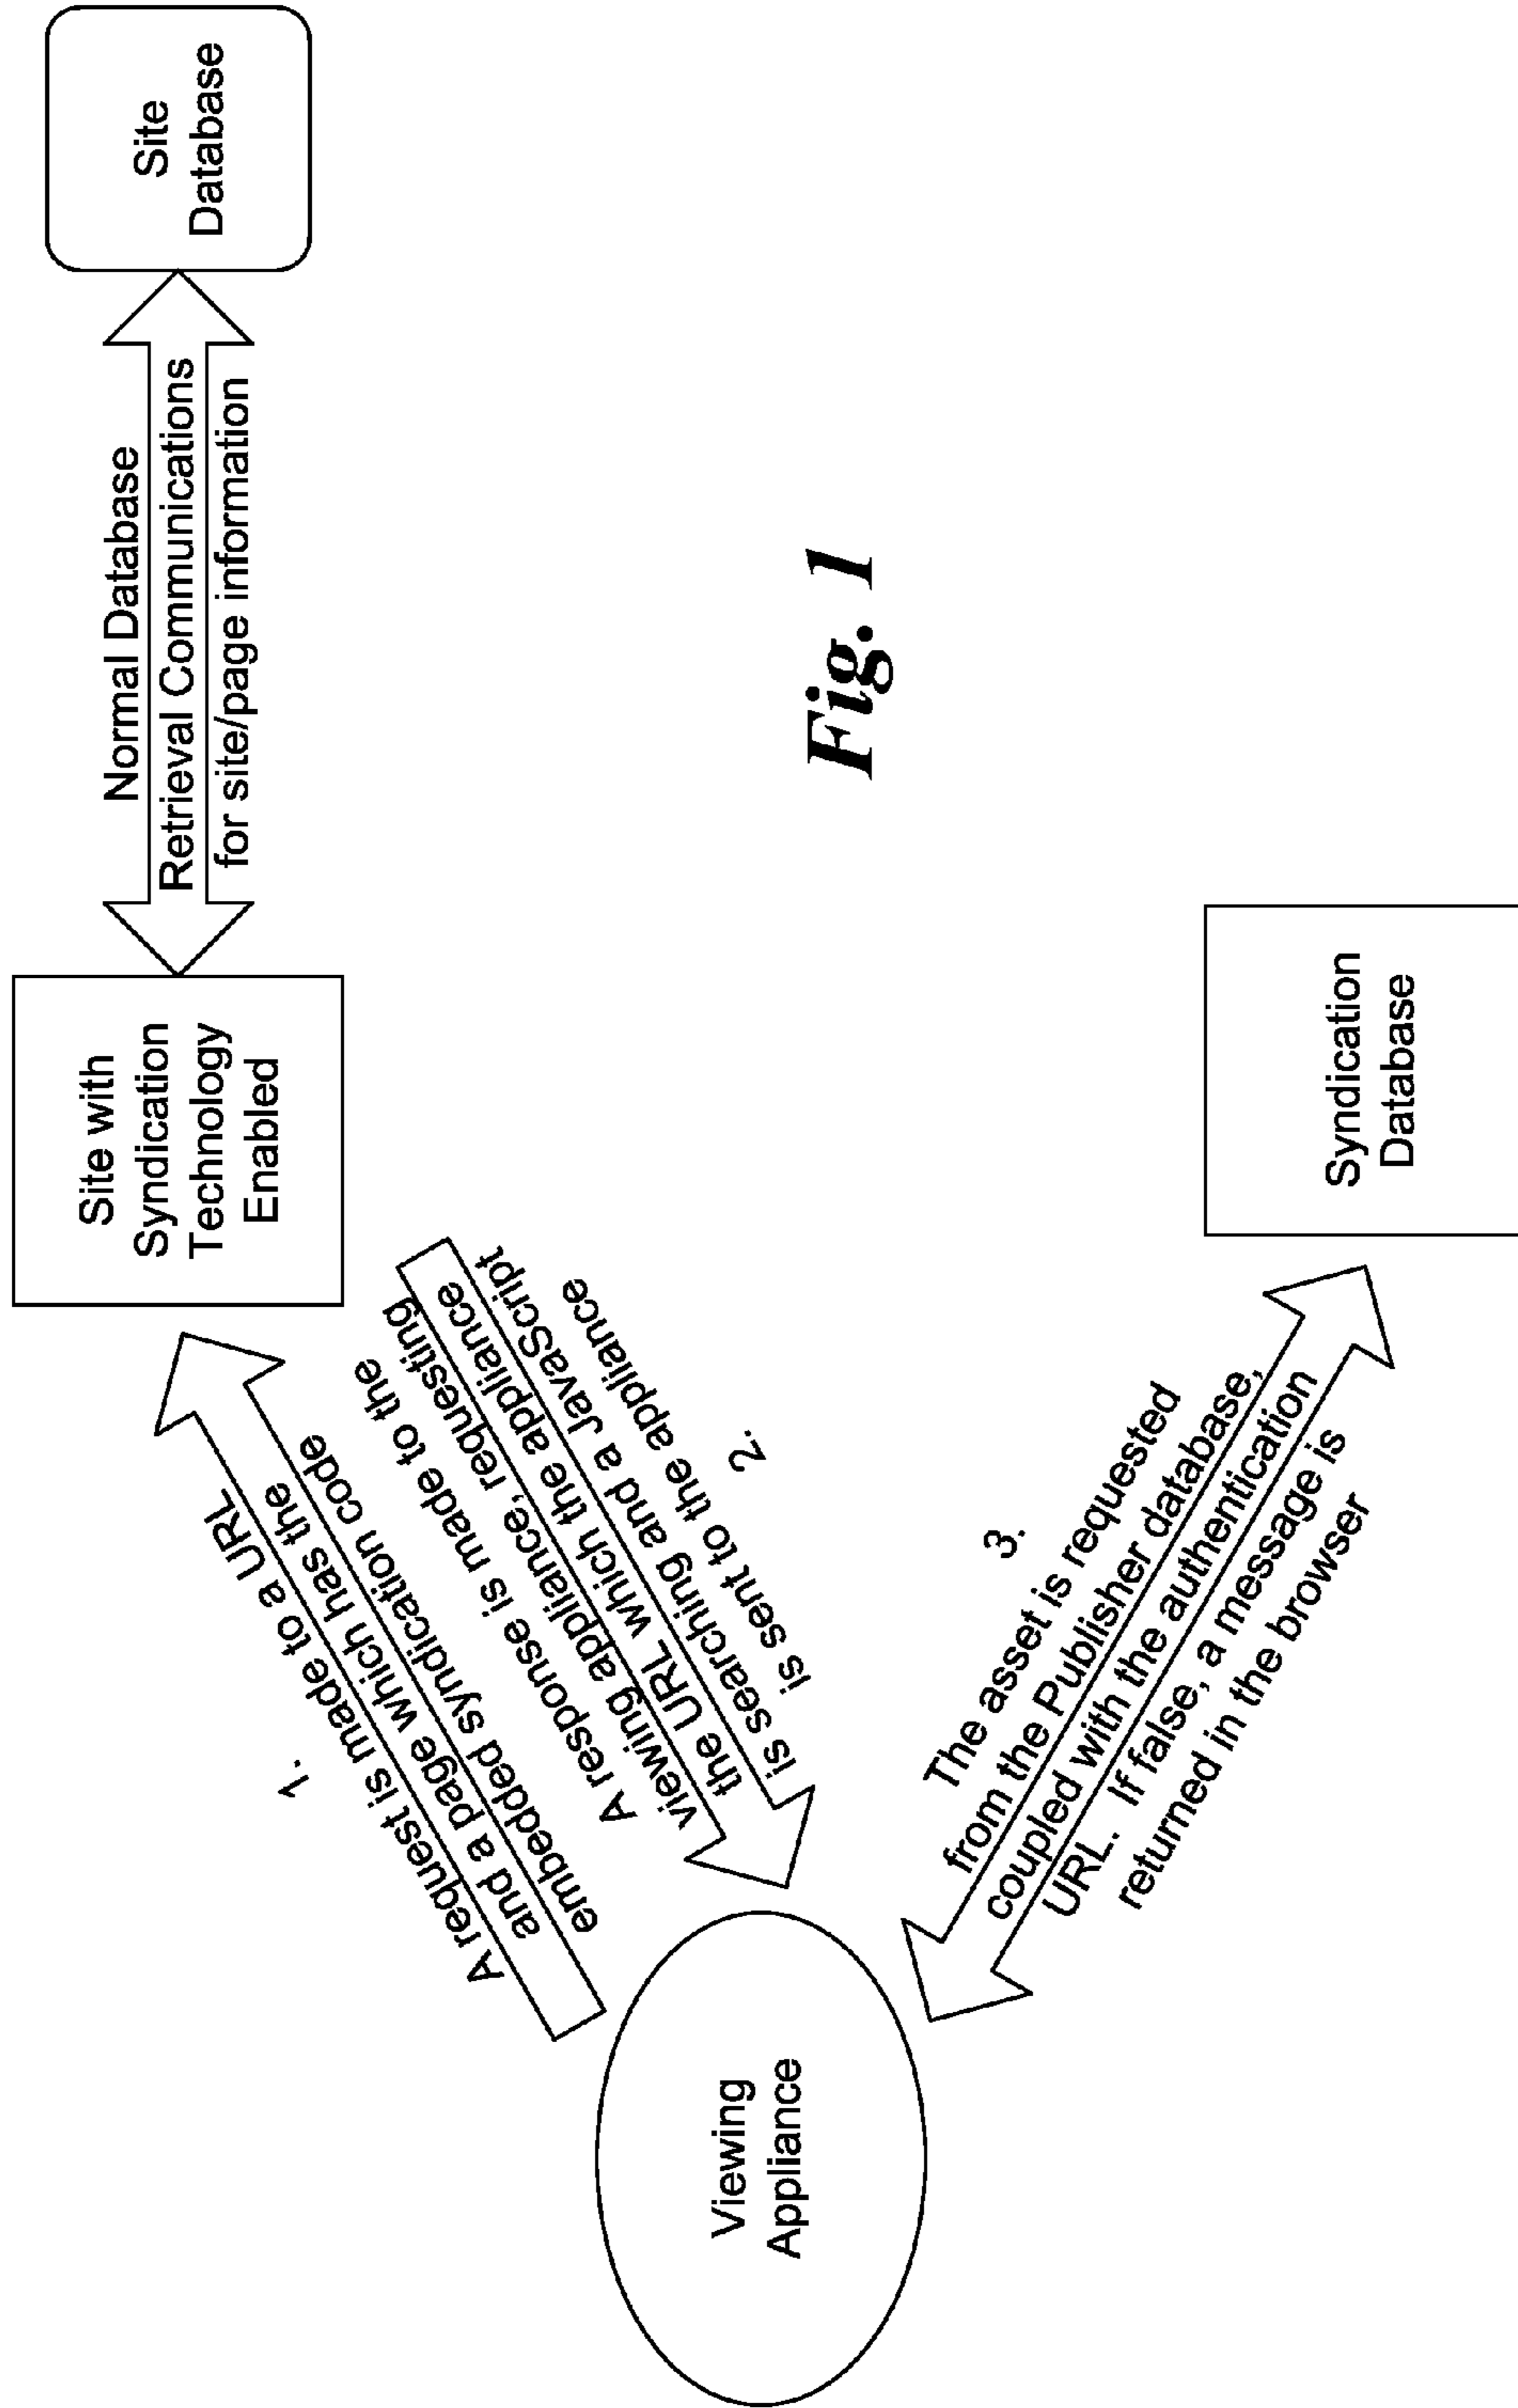 Site
Database
Normal Database
Retrieval Communications
for site/page information
Site with
Syndication
Technology
Enabled
1.
A request is made to a URL
and a page which has the
embedded syndication code
A response is made to the
viewing appliance, requesting
the URL which the appliance
is searching and a JavaScript
is sent to the appliance
2.
Viewing
Appliance
3.
The asset is requested
from the Publisher database,
coupled with the authentication
URL. If false, a message is
returned in the browser
Syndication
Database
Fig. 1